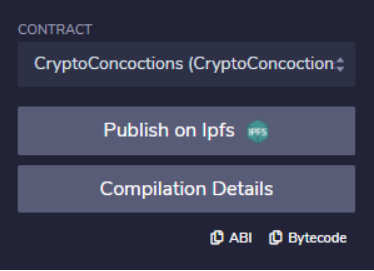 CONTRACT
CryptoConcoctions (CryptoConcoction
Publish on Ipfs IPFS
Compilation Details
ABI Bytecode